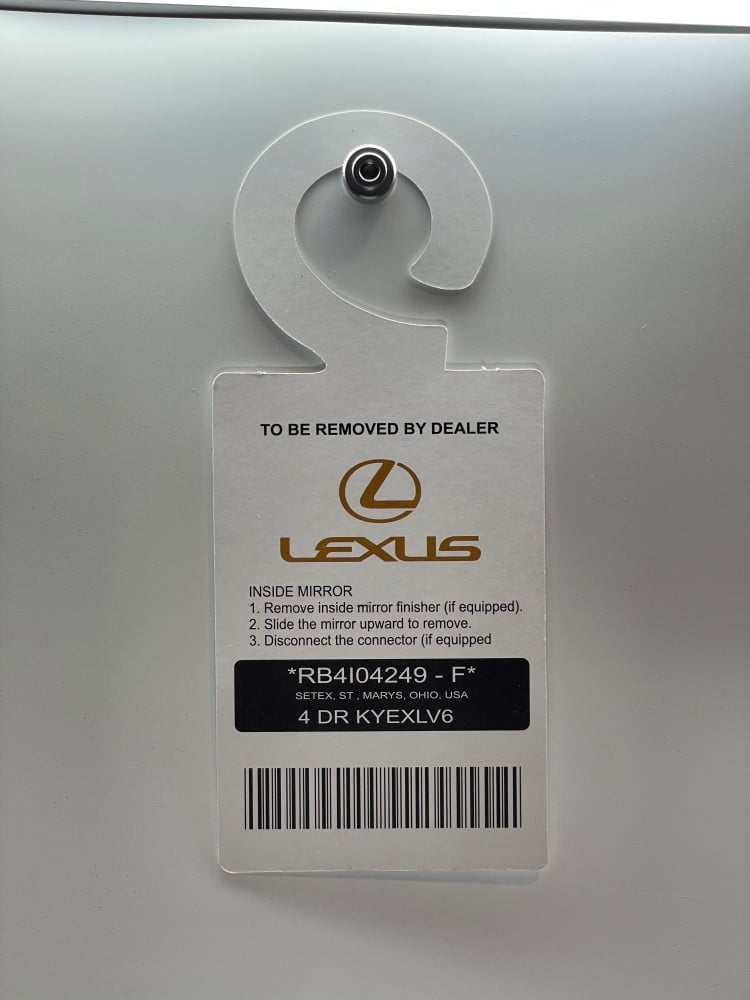 TO BE REMOVED BY DEALER
LEXUS
INSIDE MIRROR
1. Remove inside mirror finisher (if equipped).
2. Slide the mirror upward to remove.
3. Disconnect the connector (if equipped
*RB4I04249 - F*
SETEX, ST , MARYS, OHIO, USA
4 DR KYEXLV6